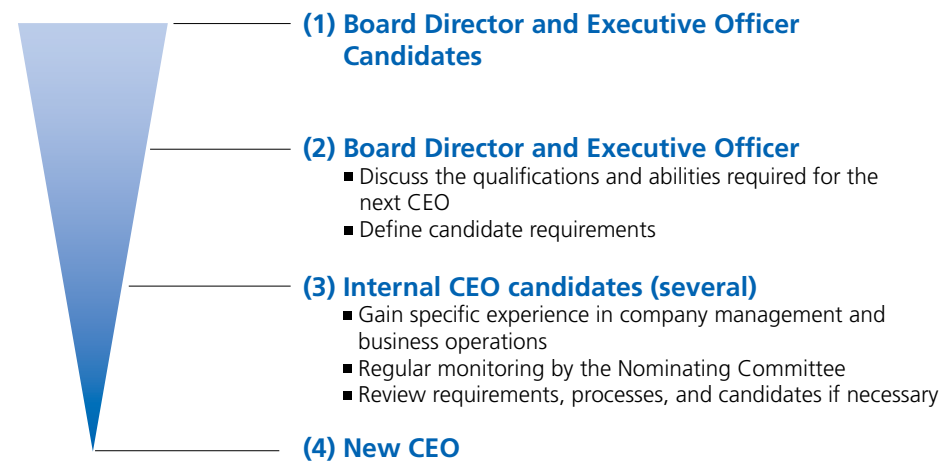 (1) Board Director and Executive Officer
Candidates
(2) Board Director and Executive Officer
■ Discuss the qualifications and abilities required for the
next CEO
■ Define candidate requirements
(3) Internal CEO candidates (several)
■ Gain specific experience in company management and
business operations
■ Regular monitoring by the Nominating Committee
■ Review requirements, processes, and candidates if necessary
(4) New CEO